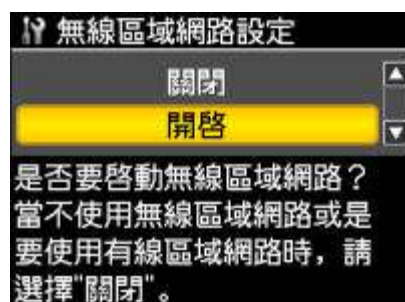 無線區域網路設定
關閉
開啓
是否要啓動無線區域網路？
當不使用無線區域網路或是
要使用有線區域網路時，請
選擇"關閉"。